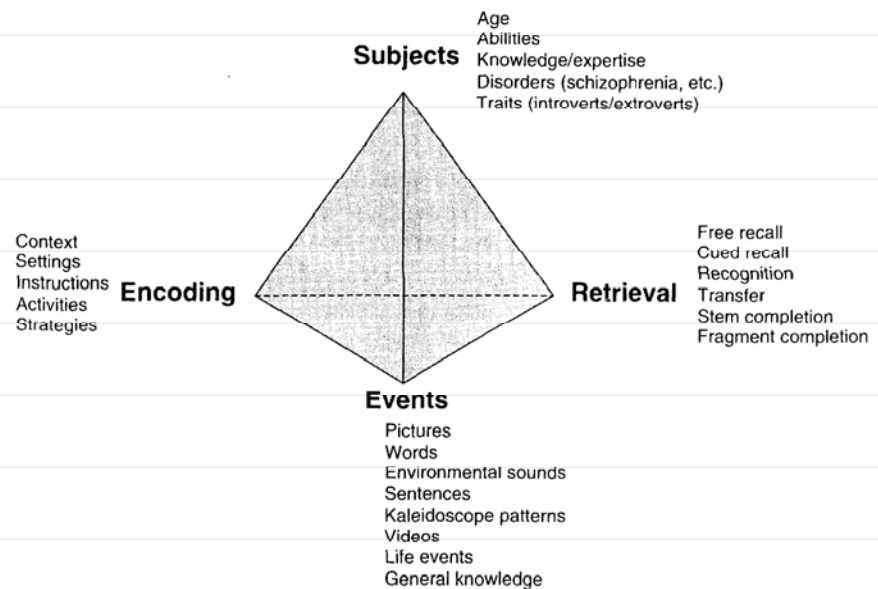 Subjects
Age
Abilities
Knowledge/expertise
Disorders (schizophrenia, etc.)
Traits (introverts/extroverts)
Context
Settings
Instructions
Activities
Strategies
Encoding
Retrieval
Free recall
Cued recall
Recognition
Transfer
Stem completion
Fragment completion
Events
Pictures
Words
Environmental sounds
Sentences
Kaleidoscope patterns
Videos
Life events
General knowledge